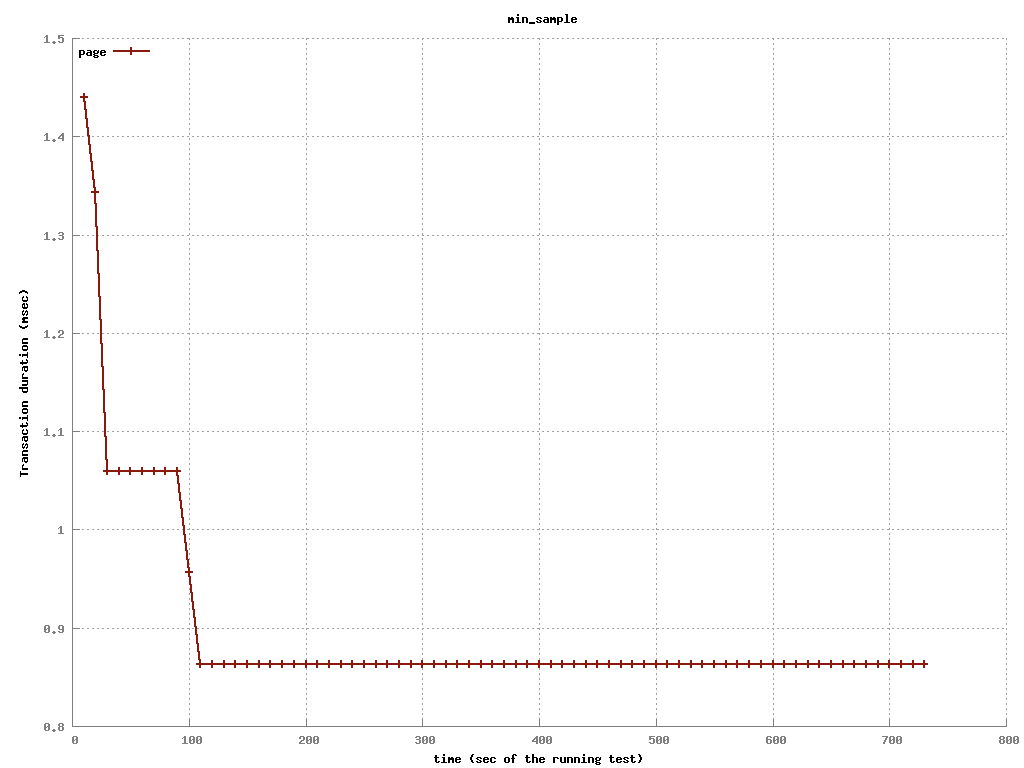 min_sample
1.5
page
1.4
1.3
1.2
1.1
1
0.9
0.8
Transaction duration (msec)
0 100 200 300 400 500 600 700 800
time (sec of the running test)